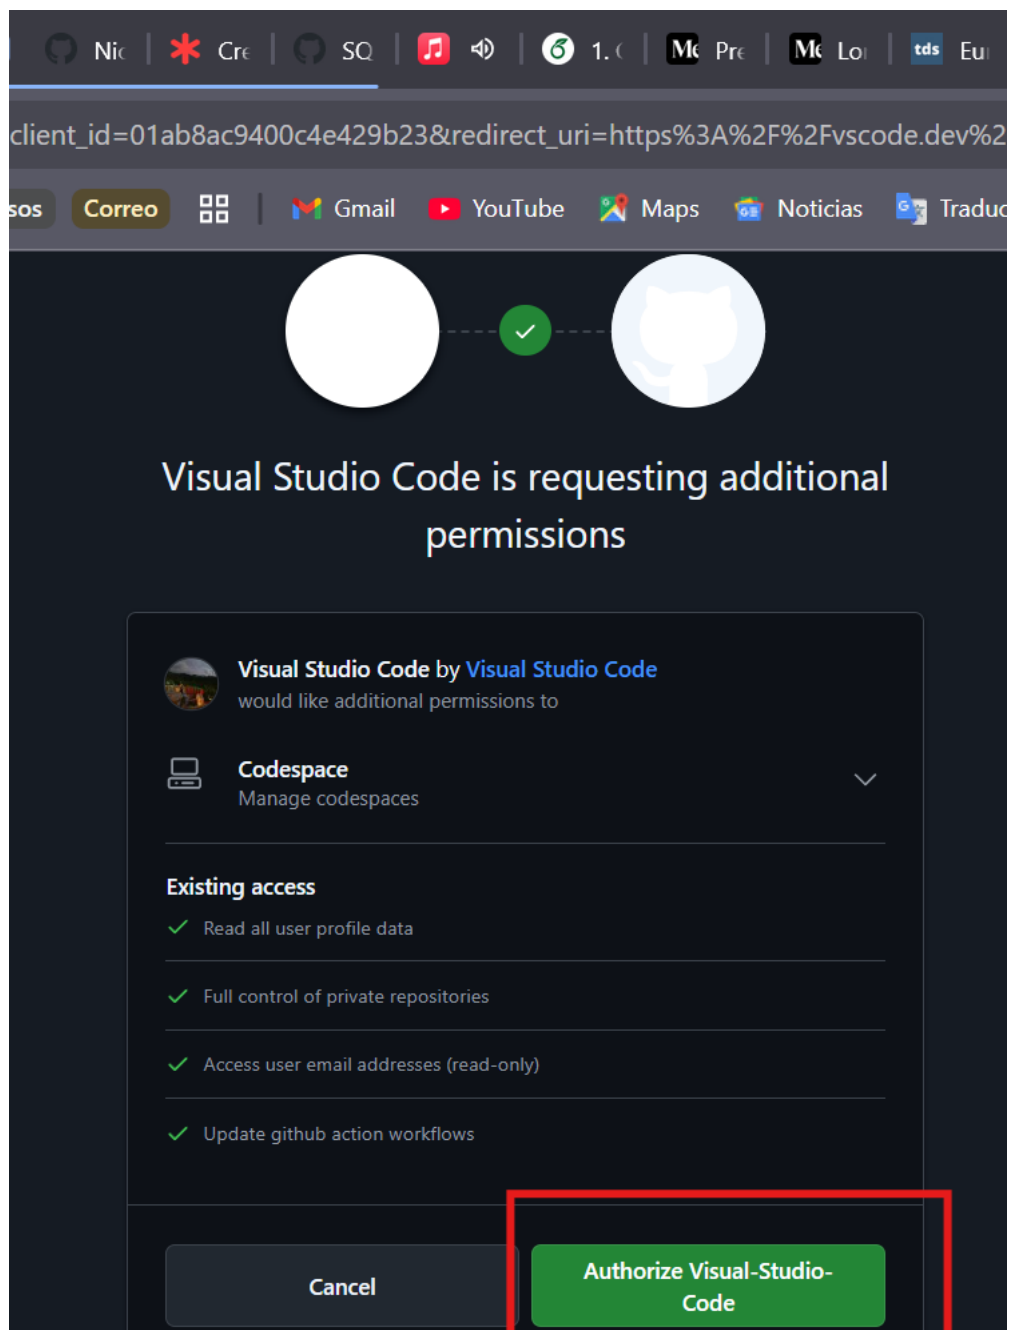 Nic Cre SQ 1. Pre Lo tds Eu
client_id=01ab8ac9400c4e429b23&redirect_uri=https%3A%2F%2Fvscode.dev%2
sos Correo Gmail YouTube Maps Noticias Traduc
Visual Studio Code is requesting additional
permissions
Visual Studio Code by Visual Studio Code
would like additional permissions to
Codespace
Manage codespaces
Existing access
Read all user profile data
Full control of private repositories
Access user email addresses (read-only)
Update github action workflows
Cancel
Authorize Visual-Studio-
Code